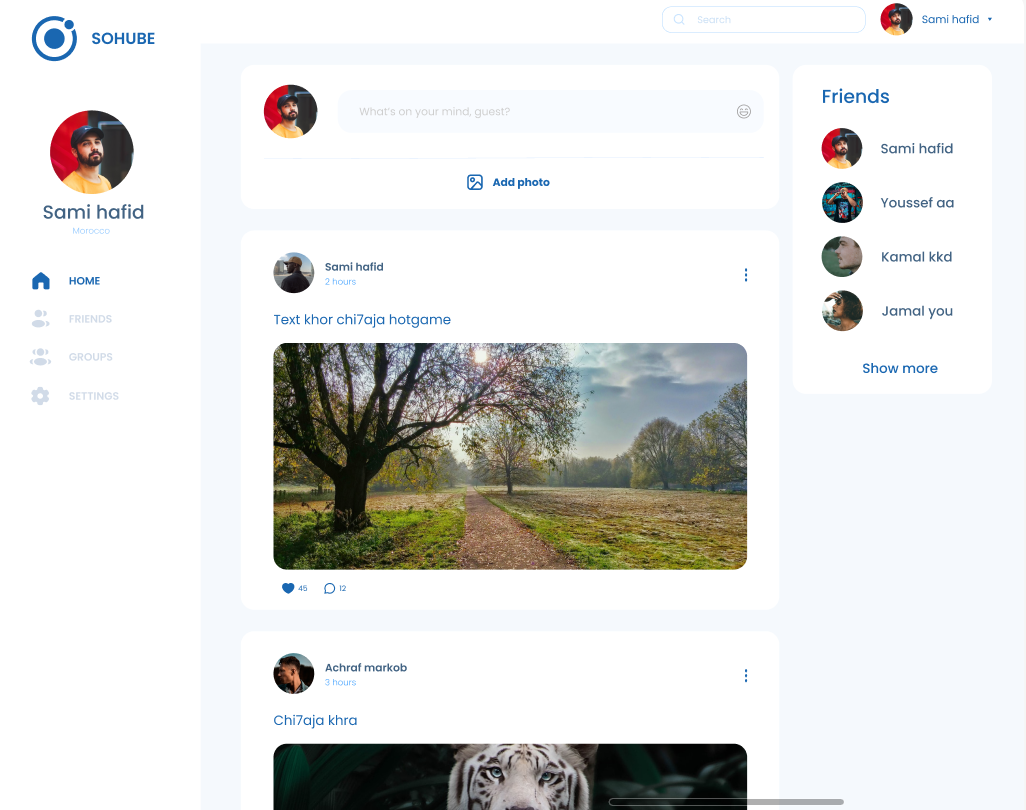 SOHUBE
Search
Sami hafid
Sami hafid
Morocco
HOME
FRIENDS
GROUPS
SETTINGS
What's on your mind, guest?
Add photo
Sami hafid
2 hours
Text khor chi7aja hotgame
45
12
Achraf markob
3 hours
Chi7aja khra
Friends
Sami hafid
Youssef aa
Kamal kkd
Jamal you
Show more